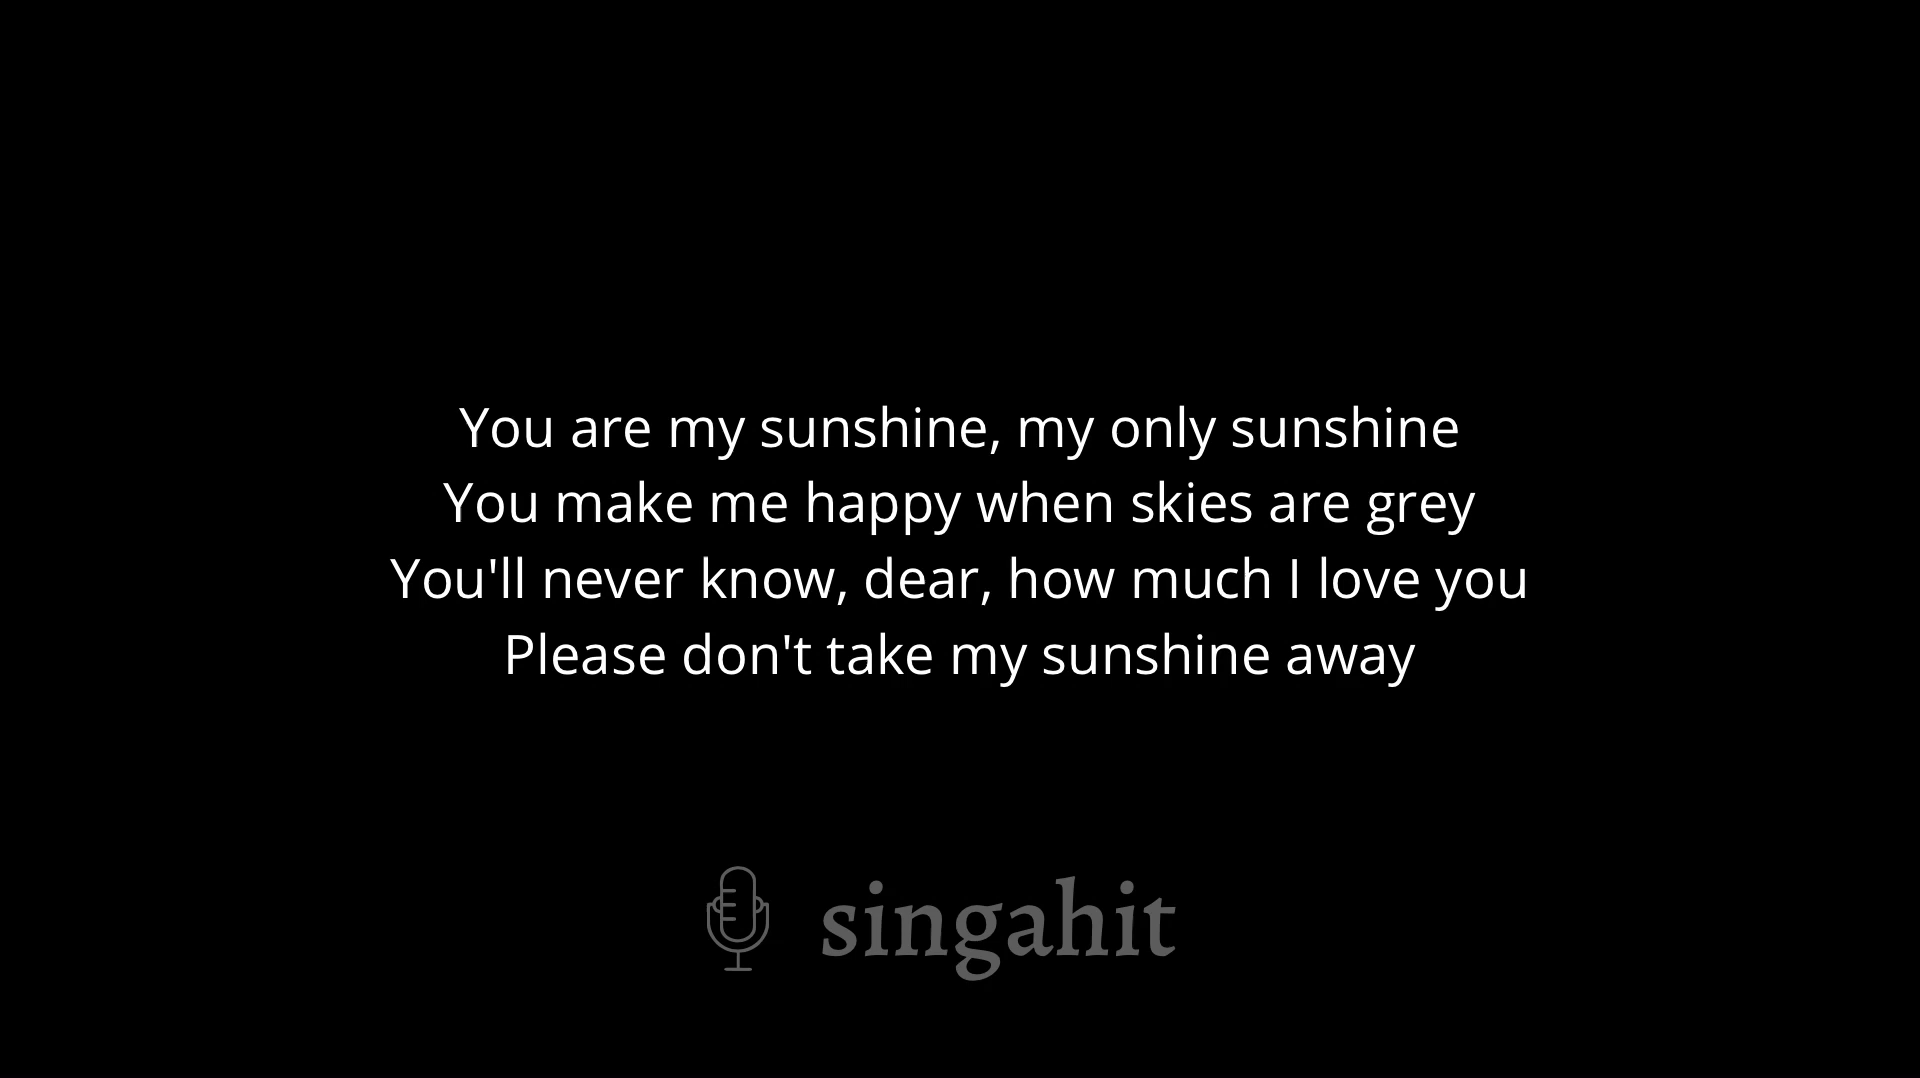 You are my sunshine, my only sunshine
You make me happy when skies are grey
You'll never know, dear, how much I love you
Please don't take my sunshine away
singahit